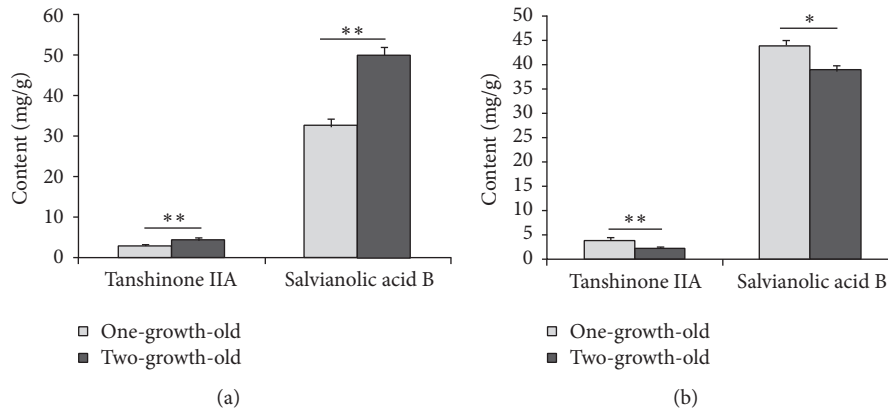 Content (mg/g)
60
50
40
30
20
10
0
**
**
Tanshinone IIA
Salvianolic acid B
One-growth-old
Two-growth-old
(a)
Content (mg/g)
50
45
40
35
30
25
20
15
10
5
0
**
*
Tanshinone IIA
Salvianolic acid B
One-growth-old
Two-growth-old
(b)